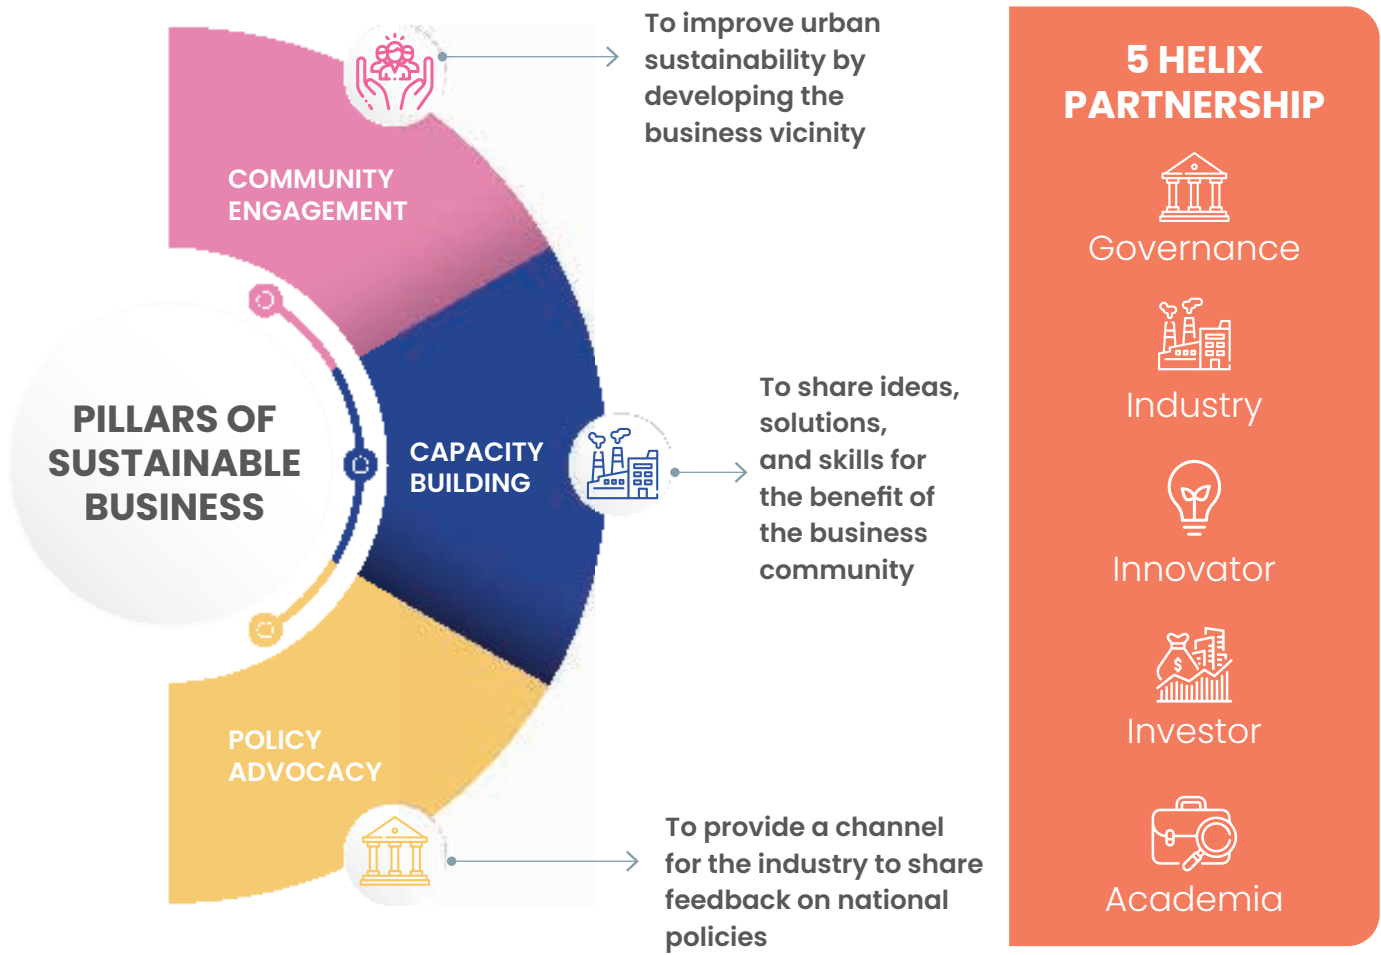 PILLARS OF
SUSTAINABLE
BUSINESS
COMMUNITY
ENGAGEMENT
To improve urban
sustainability by
developing the
business vicinity
CAPACITY
BUILDING
To share ideas,
solutions,
and skills for
the benefit of
the business
community
POLICY
ADVOCACY
To provide a channel
for the industry to share
feedback on national
policies
5 HELIX
PARTNERSHIP
Governance
Industry
Innovator
$
Investor
Academia